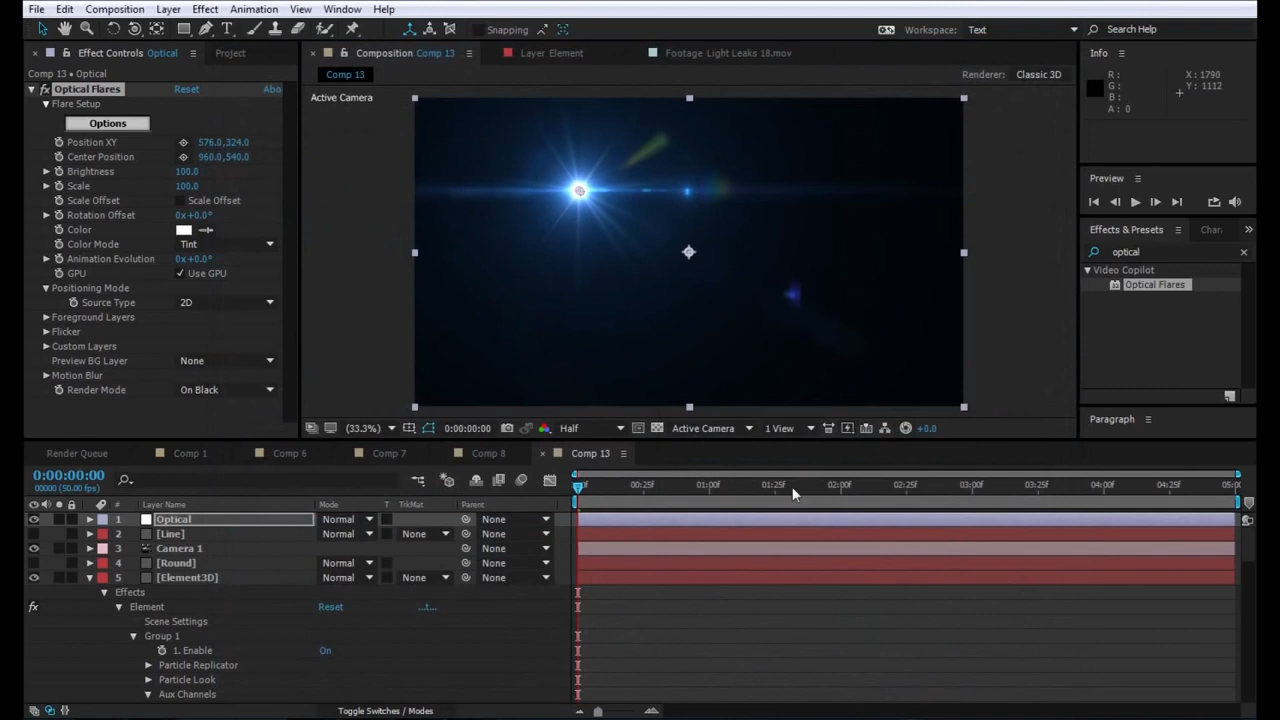 File Edit Composition Layer Effect Animation View Window Help
Snapping Workspace: Text Search Help
Effect Controls Optical Project
Composition Comp 13 Layer Element Footage Light Leaks 18.mov
Info
Comp 13 • Optical
Comp 13 Renderer: Classic 3D
R: G: B: A: 0 X: 1790 Y: 1112
Optical Flares Reset Abo
Active Camera
Flare Setup
Options
Position XY 576.0,324.0
Center Position 960.0,540.0
Brightness 100.0
Scale 100.0
Scale Offset Scale Offset
Rotation Offset 0x+0.0°
Color
Color Mode Tint
Animation Evolution 0x+0.0°
GPU Use GPU
Positioning Mode
Source Type 2D
Foreground Layers
Flicker
Custom Layers
Preview BG Layer None
Motion Blur
Render Mode On Black
Preview
Effects & Presets Char
optical
Video Copilot
Optical Flares
Paragraph
(33.3%) 0:00:00:00 Half Active Camera 1 View +0.0
Render Queue Comp 1 Comp 6 Comp 7 Comp 8 Comp 13
0:00:00:00
00000 (50.00 fps)
00:25F 01:00F 01:25F 02:00F 02:25F 03:00F 03:25F 04:00F 04:25F
# Layer Name Mode T TrkMat Parent
1 Optical Normal None
2 [Line] Normal None None
3 Camera 1 None
4 [Round] Normal None
5 [Element3D] Normal None None
Effects
fx Element Reset ...t...
Scene Settings
Group 1
1. Enable On
Particle Replicator
Particle Look
Aux Channels
Toggle Switches / Modes